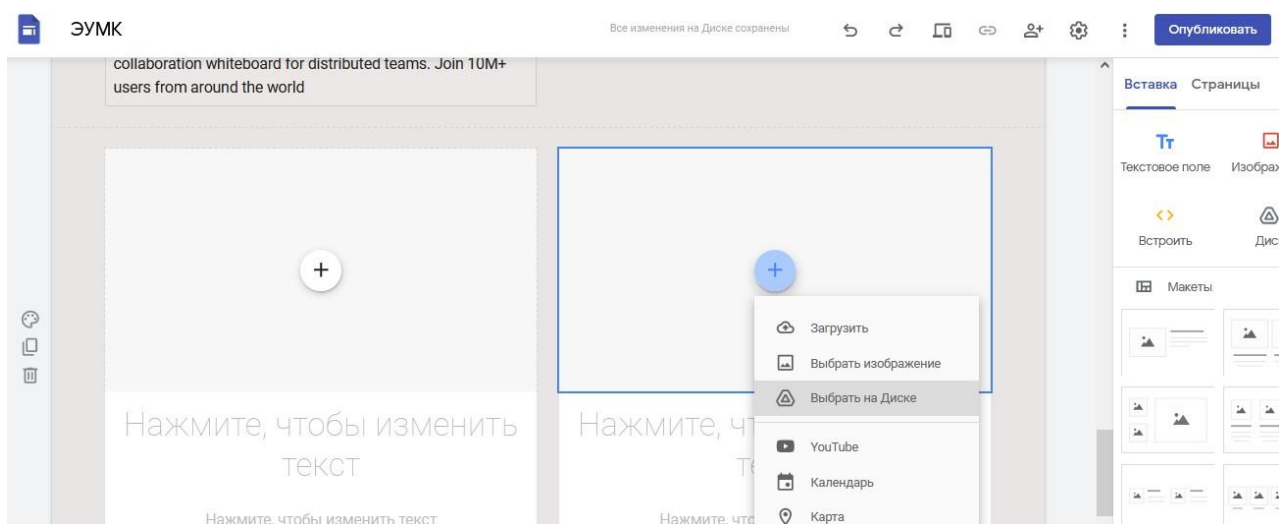 ЭУМК
Все изменения на Диске сохранены
Опубликовать
collaboration whiteboard for distributed teams. Join 10M+
users from around the world
Вставка Страницы
Текстовое поле
Встроить
Макеты
Загрузить
Выбрать изображение
Выбрать на Диске
YouTube
Календарь
Карта
Нажмите, чтобы изменить
текст
Нажмите, чтобы изменить текст
Нажмите,
Нажмите,